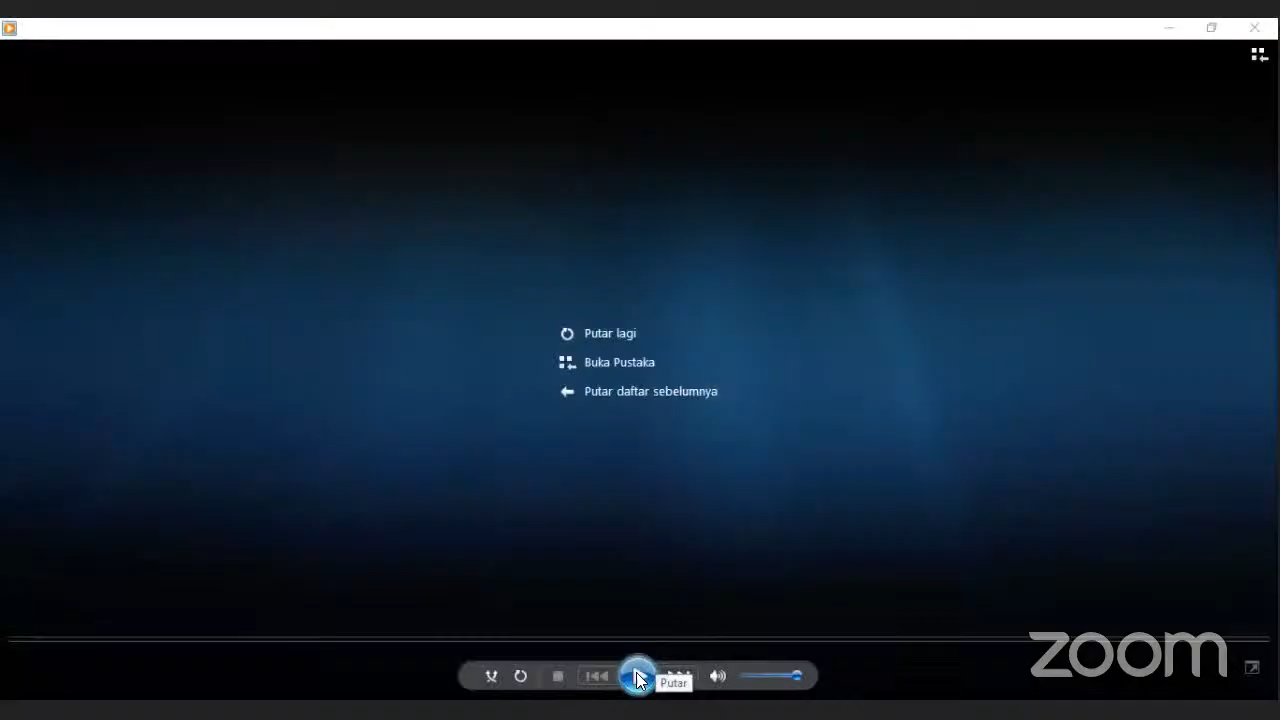 Putar lagi
Buka Pustaka
Putar daftar sebelumnya
Putar
zoom